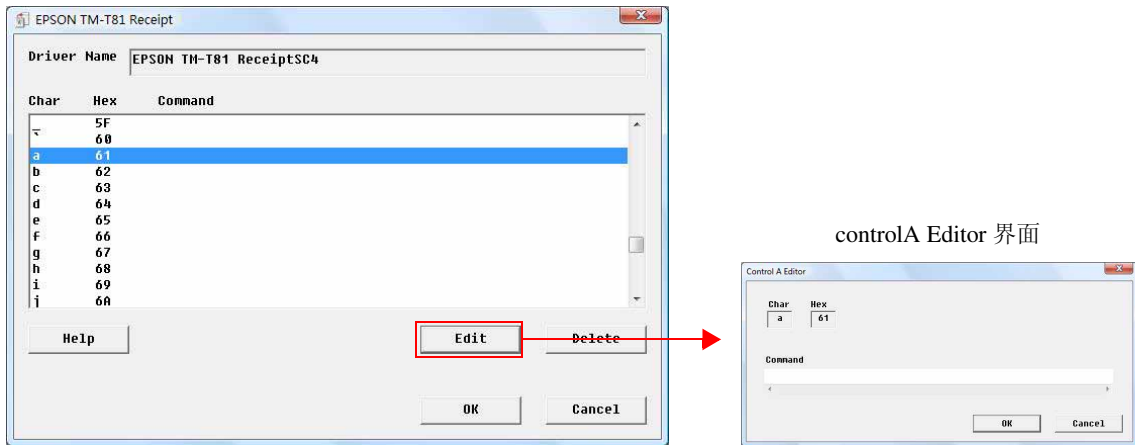 EPSON TM-T81 Receipt
Driver Name EPSON TM-T81 ReceiptSC4
Char Hex Command
_ 5F
` 60
a 61
b 62
c 63
d 64
e 65
f 66
g 67
h 68
i 69
j 6A
Help Edit Delete
OK Cancel
controlA Editor 界面
Control A Editor
Char Hex
a 61
Command
OK Cancel